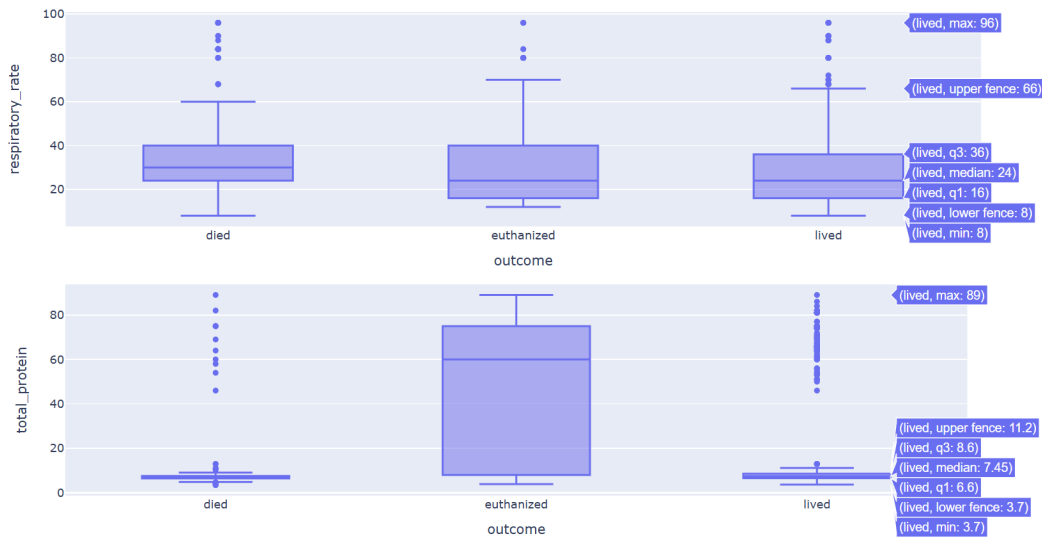 100
(lived, max: 96)
80
(lived, upper fence: 66)
60
respiratory_rate
40
(lived, q3: 36)
(lived, median: 24)
20
(lived, q1: 16)
(lived, lower fence: 8)
(lived, min: 8)
died euthanized lived
outcome
(lived, max: 89)
80
60
total_protein
40
(lived, upper fence: 11.2)
20
(lived, q3: 8.6)
(lived, median: 7.45)
0
(lived, q1: 6.6)
died euthanized lived
(lived, lower fence: 3.7)
outcome
(lived, min: 3.7)